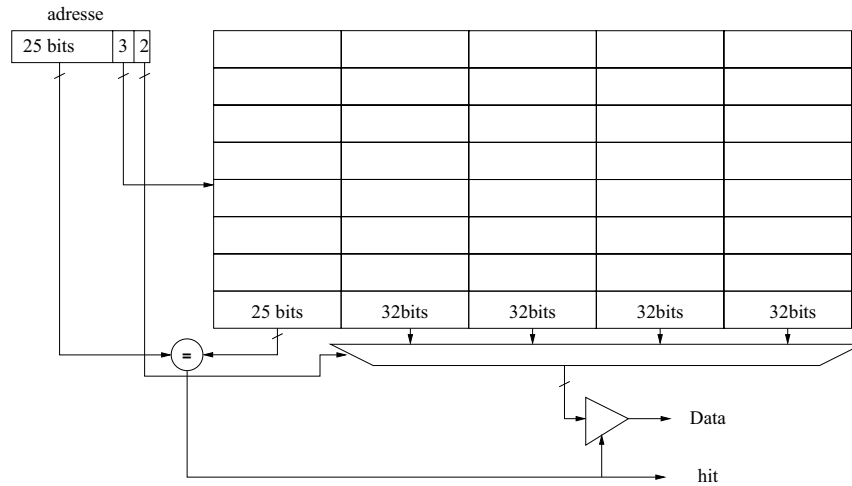 adresse
25 bits 3 2
25 bits 32bits 32bits 32bits 32bits
=
Data
hit